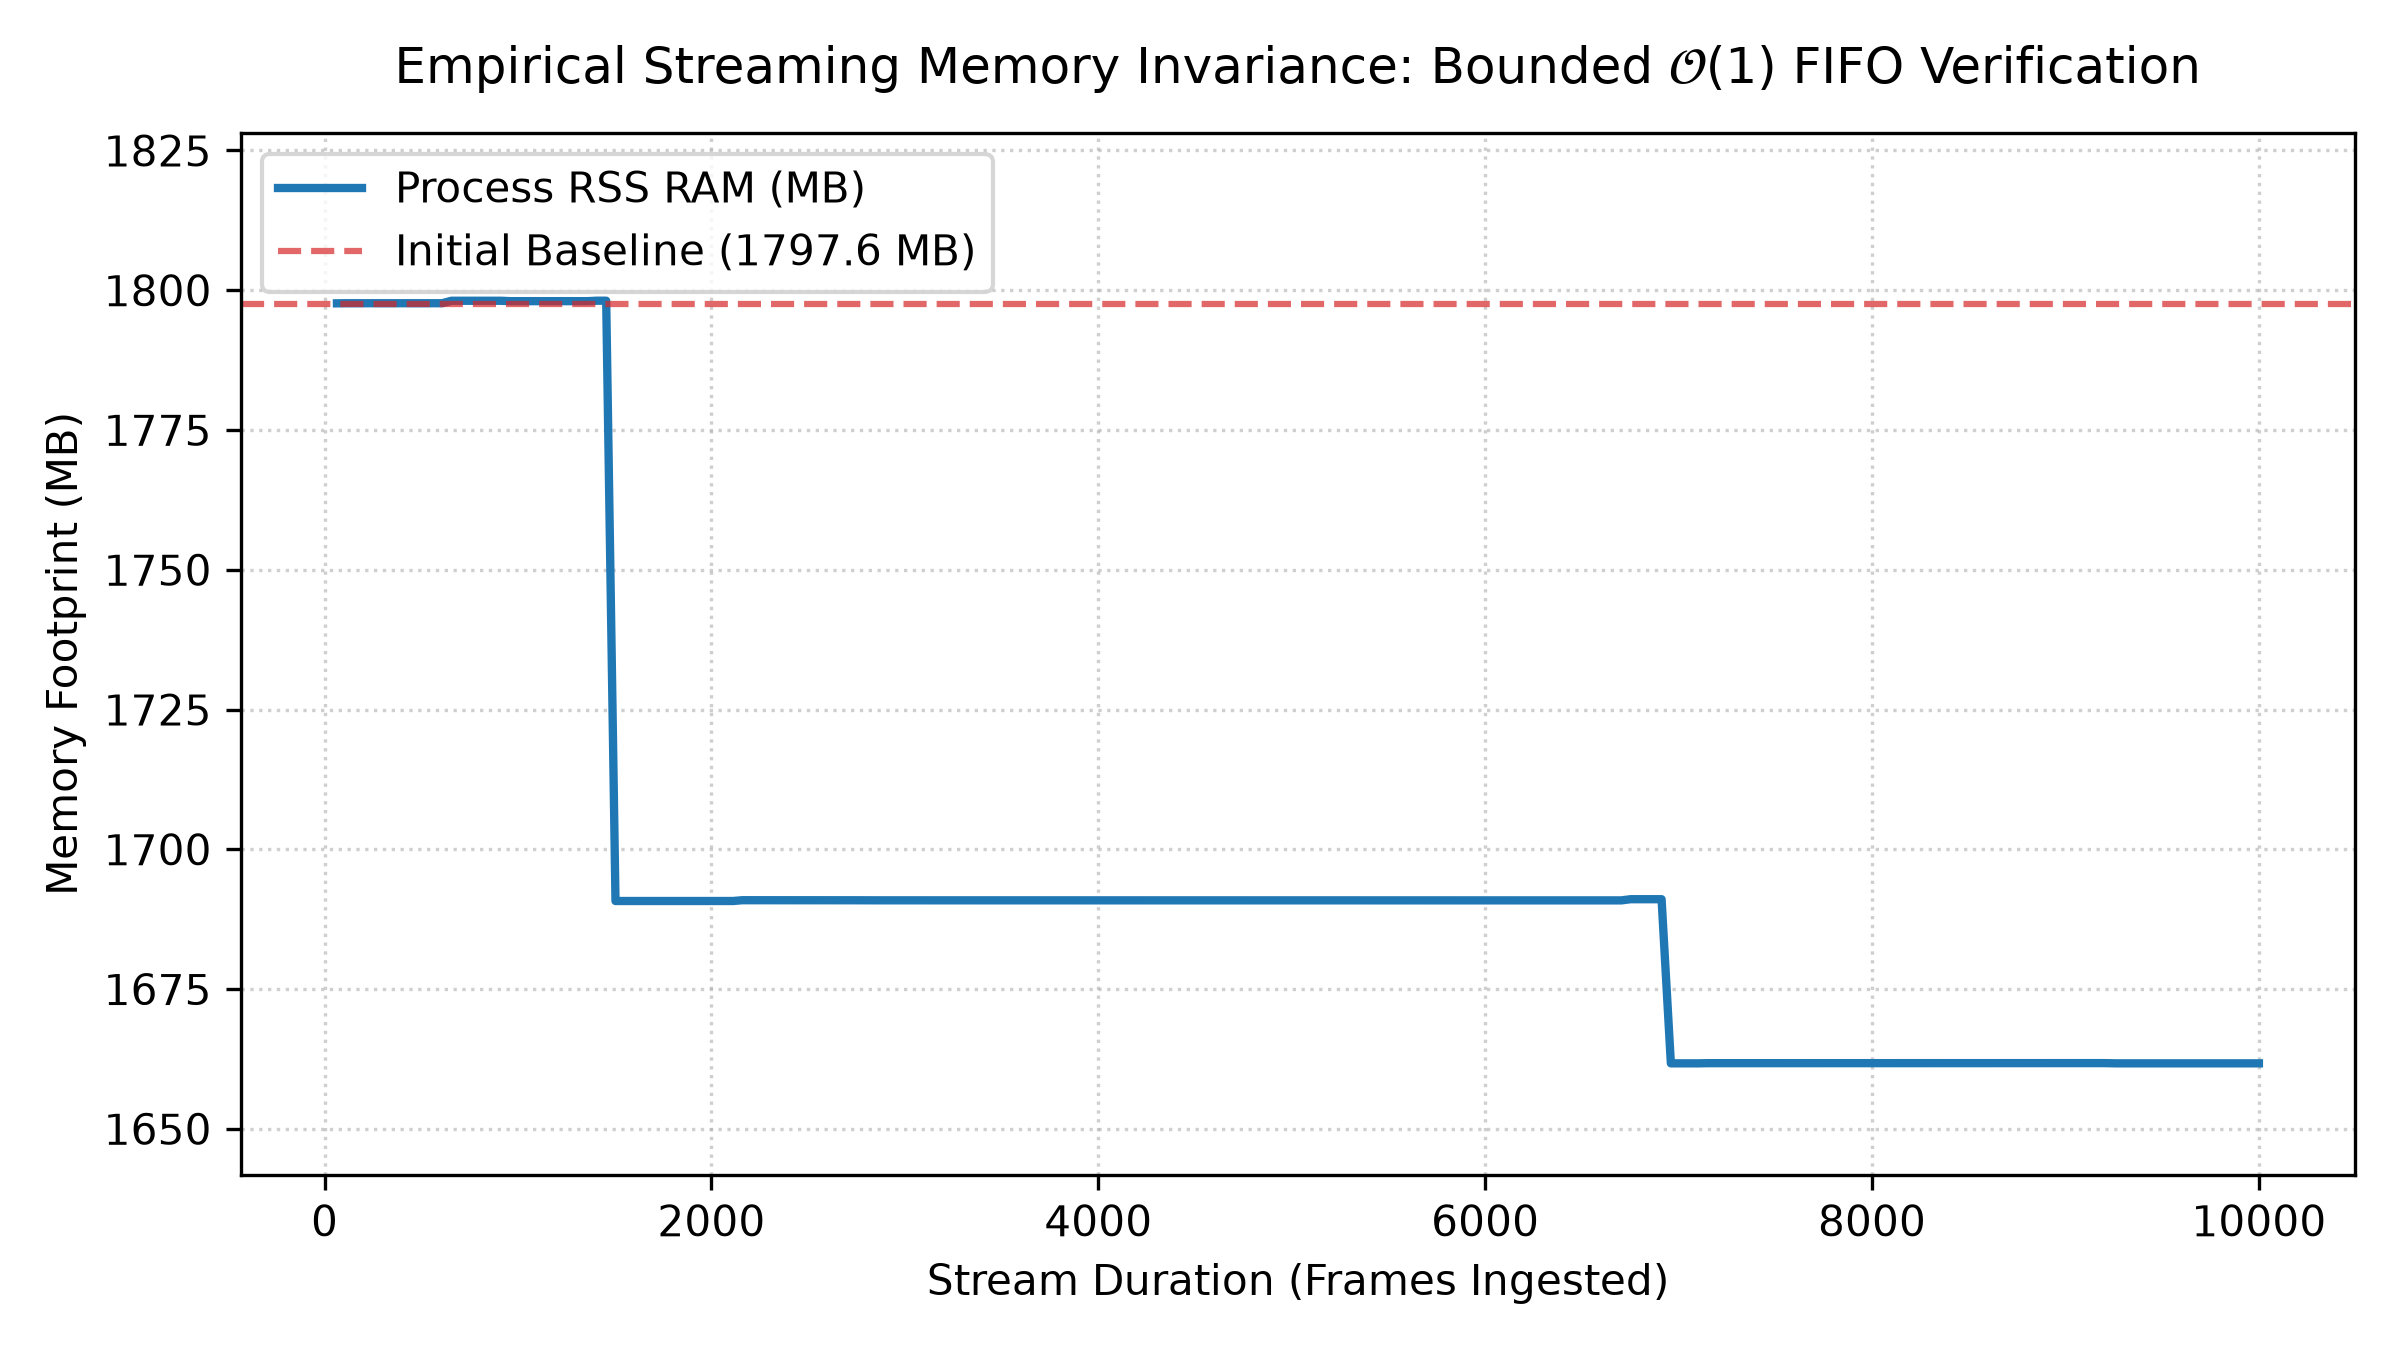 Empirical Streaming Memory Invariance: Bounded 𝒪(1) FIFO Verification
Process RSS RAM (MB)
Initial Baseline (1797.6 MB)
Memory Footprint (MB)
1825
1800
1775
1750
1725
1700
1675
1650
0 2000 4000 6000 8000 10000
Stream Duration (Frames Ingested)